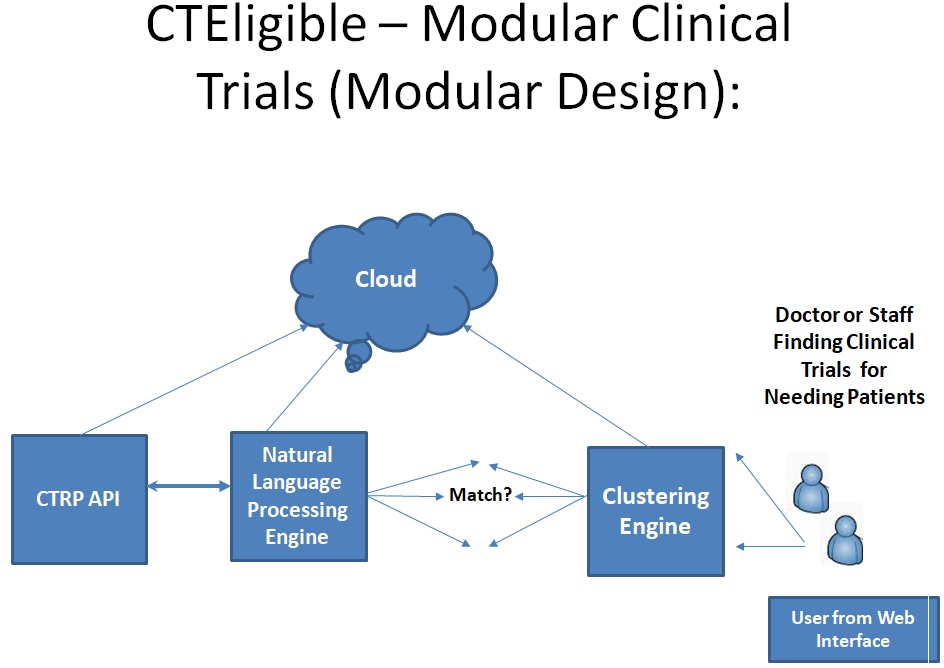 CTEligible – Modular Clinical
Trials (Modular Design):
Cloud
Doctor or Staff
Finding Clinical
Trials for
Needing Patients
CTRP API
Natural
Language
Processing
Engine
Match?
Clustering
Engine
User from Web
Interface